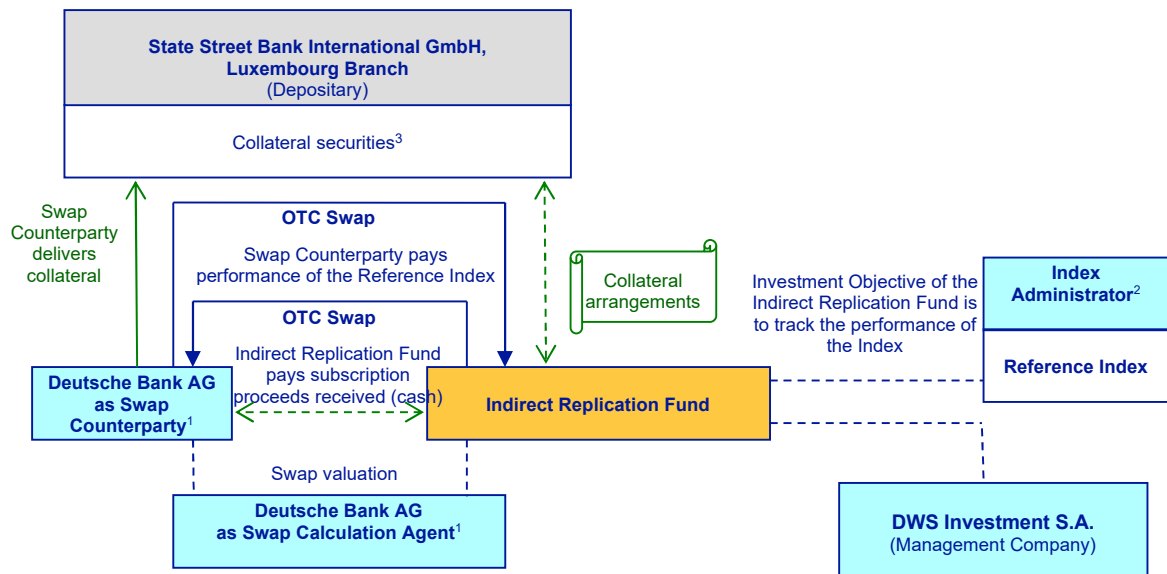 State Street Bank International GmbH,
Luxembourg Branch
(Depositary)
Collateral securities³
Swap
Counterparty
delivers
collateral
OTC Swap
Swap Counterparty pays
performance of the Reference Index
OTC Swap
Indirect Replication Fund
pays subscription
proceeds received (cash)
Collateral
arrangements
Investment Objective of the
Indirect Replication Fund is
to track the performance of
the Index
Index
Administrator²
Reference Index
Deutsche Bank AG
as Swap
Counterparty¹
Indirect Replication Fund
Swap valuation
Deutsche Bank AG
as Swap Calculation Agent¹
DWS Investment S.A.
(Management Company)